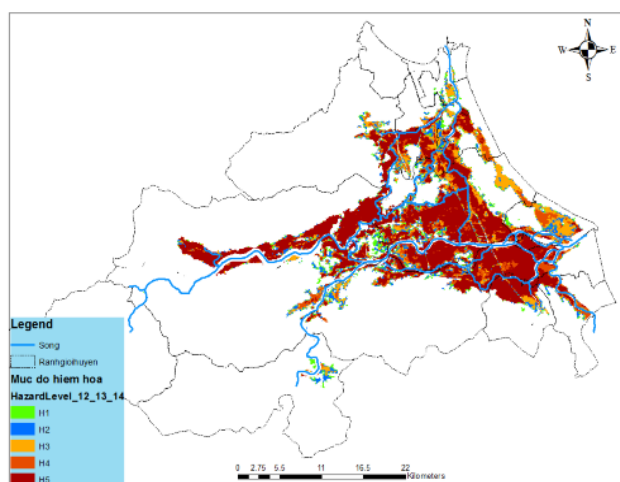 N
W E
S
Legend
Song
Ranhgioihuyen
Muc do hiem hoa
HazardLevel_12_13_14
H1
H2
H3
H4
H5
0 2.75 5.5 11 16.5 22
Kilometers